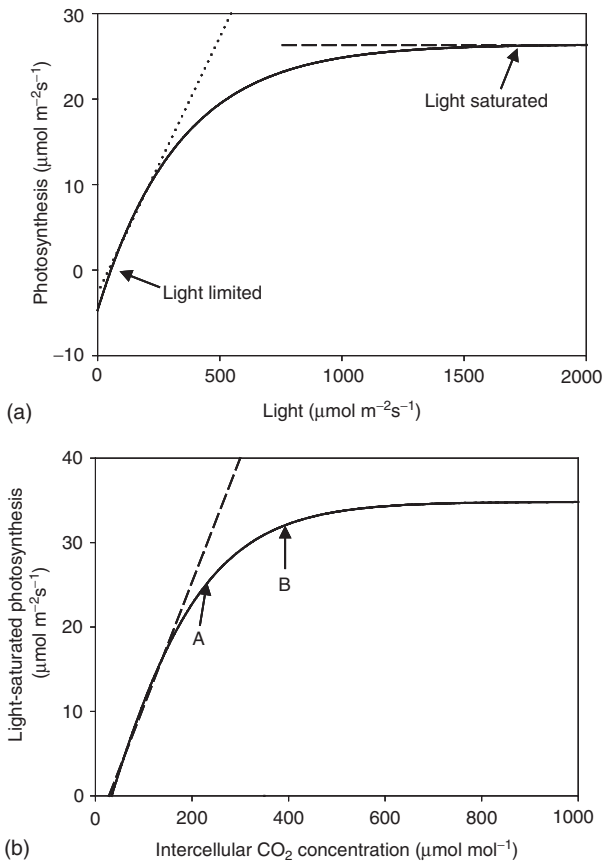 30
20
10
0
−10
Photosynthesis (μmol m⁻²s⁻¹)
Light saturated
Light limited
0 500 1000 1500 2000
Light (μmol m⁻²s⁻¹)
(a)
40
30
20
10
0
Light-saturated photosynthesis
(μmol m⁻²s⁻¹)
A
B
0 200 400 600 800 1000
Intercellular CO₂ concentration (μmol mol⁻¹)
(b)